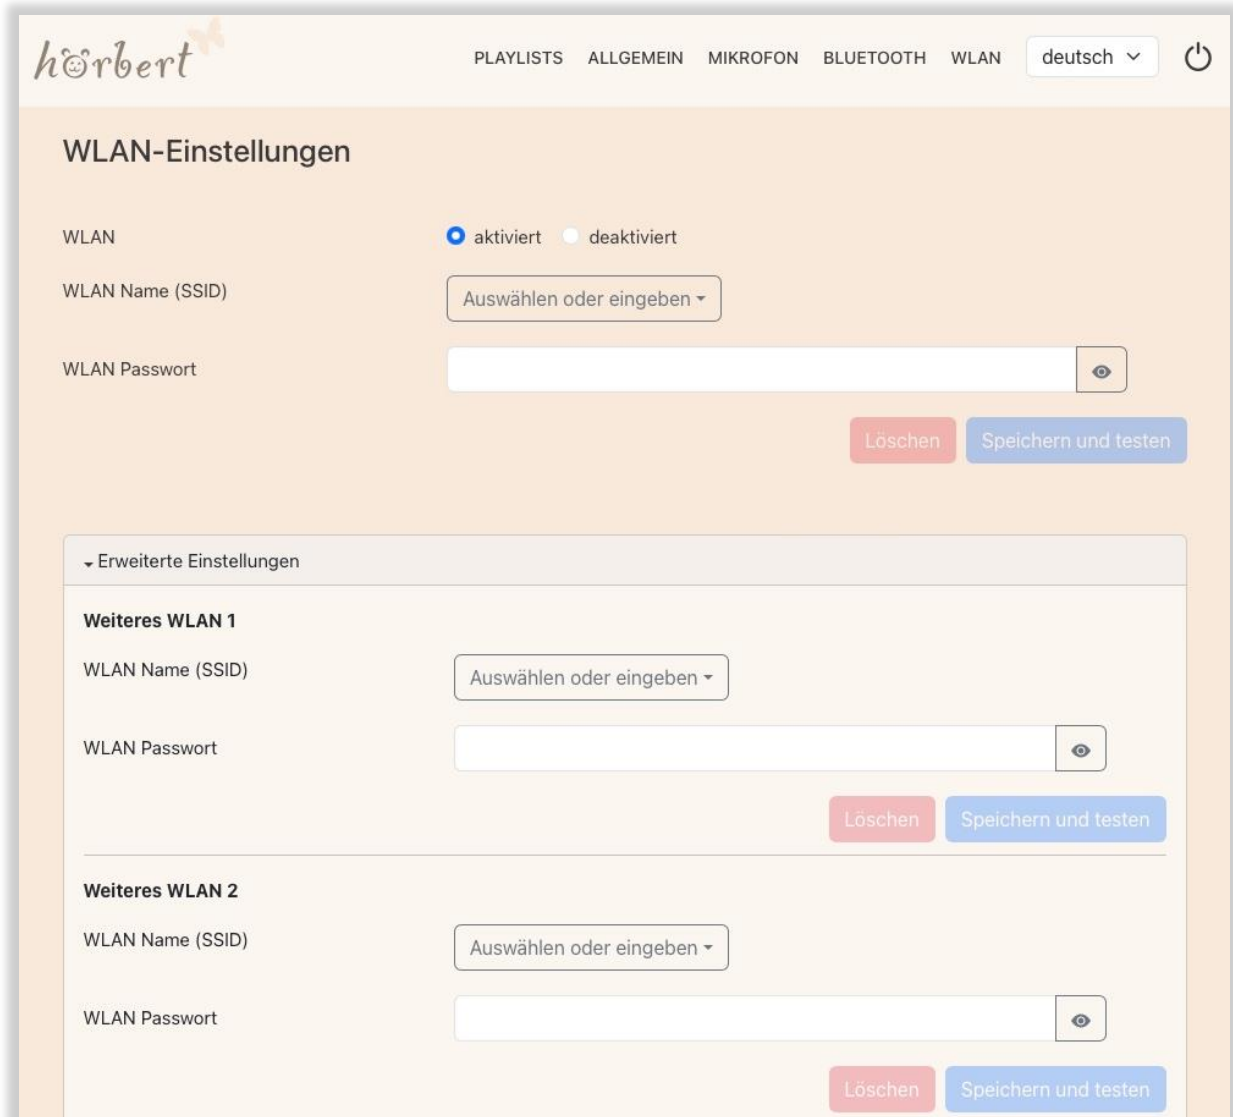 hörbert
PLAYLISTS ALLGEMEIN MIKROFON BLUETOOTH WLAN deutsch
WLAN-Einstellungen
WLAN aktiviert deaktiviert
WLAN Name (SSID) Auswählen oder eingeben
WLAN Passwort
Löschen Speichern und testen
Erweiterte Einstellungen
Weiteres WLAN 1
WLAN Name (SSID) Auswählen oder eingeben
WLAN Passwort
Löschen Speichern und testen
Weiteres WLAN 2
WLAN Name (SSID) Auswählen oder eingeben
WLAN Passwort
Löschen Speichern und testen